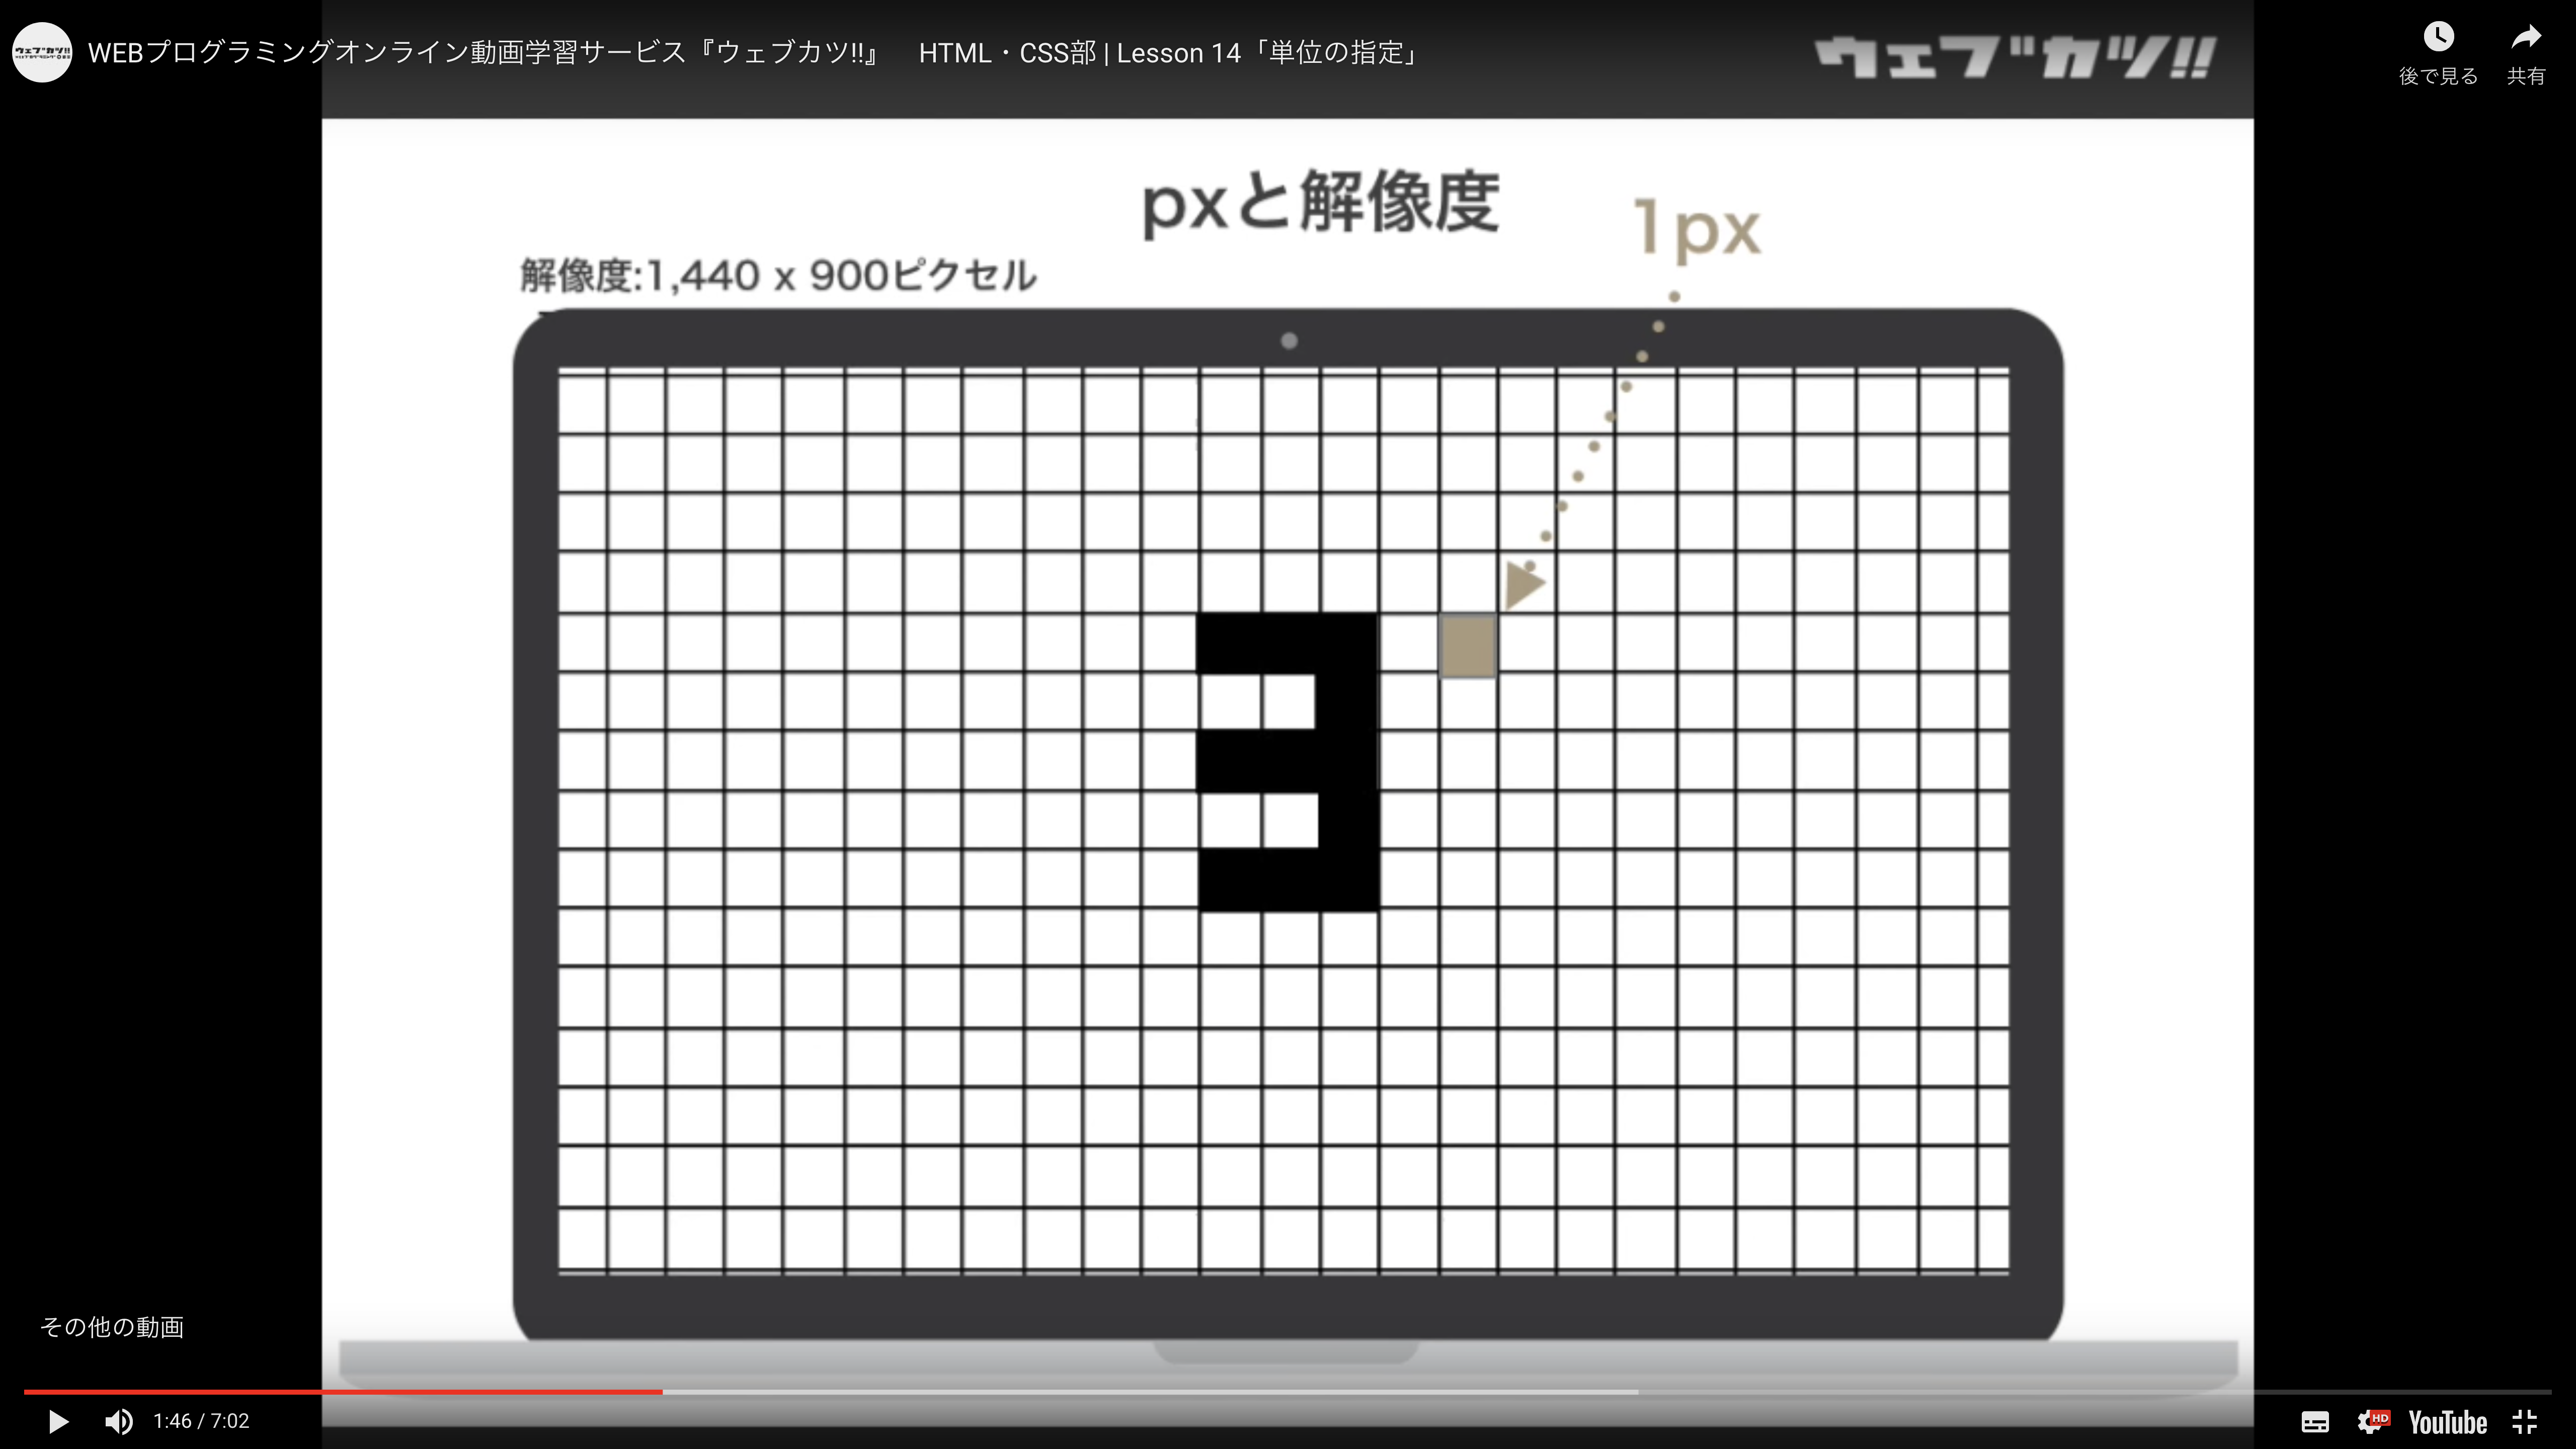 WEBプログラミングオンライン動画学習サービス『ウェブカツ!!』　HTML・CSS部 | Lesson 14「単位の指定」
ウェブカツ!!
後で見る
共有
pxと解像度
1px
解像度:1,440 x 900ピクセル
3
その他の動画
1:46 / 7:02
HD
YouTube